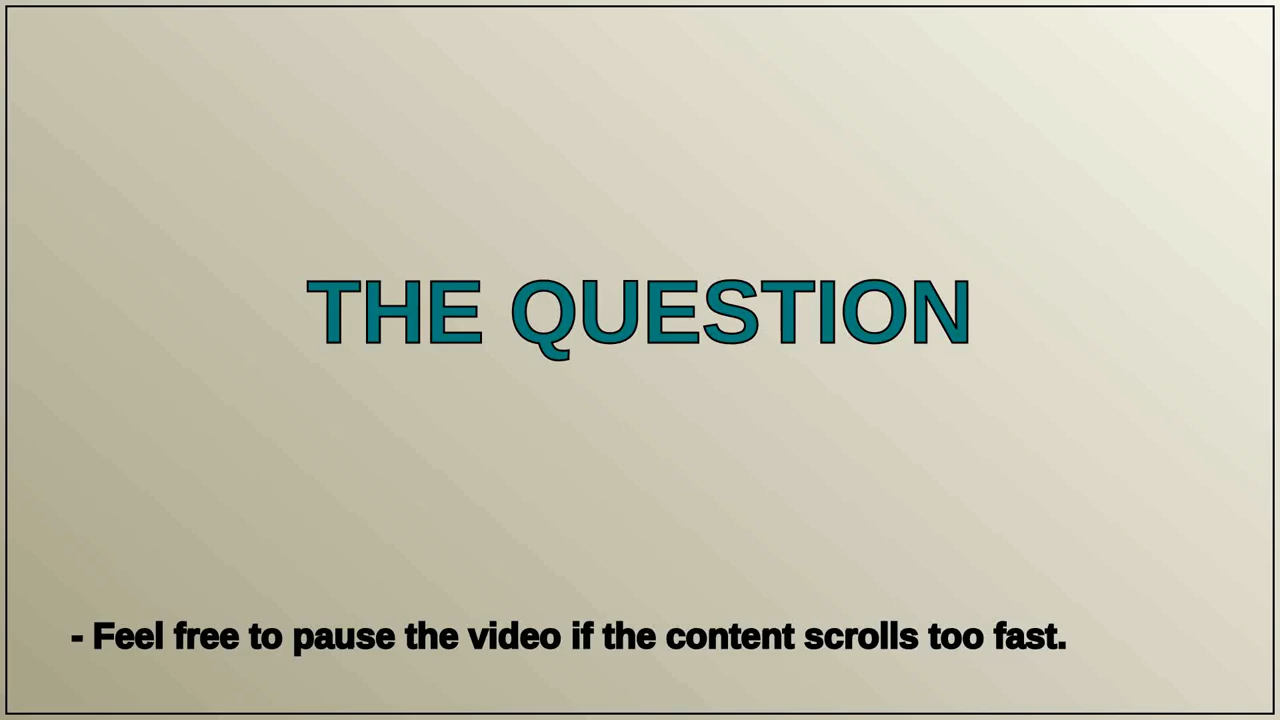 THE QUESTION
- Feel free to pause the video if the content scrolls too fast.